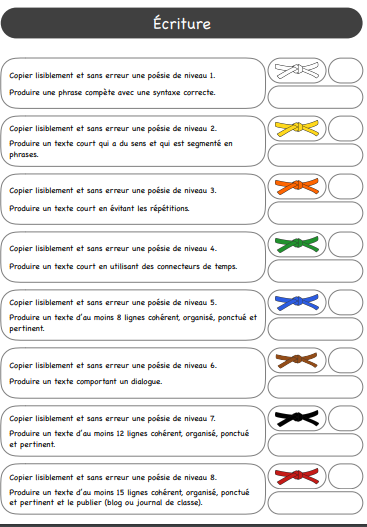 Écriture
Copier lisiblement et sans erreur une poésie de niveau 1.
Produire une phrase compète avec une syntaxe correcte.
Copier lisiblement et sans erreur une poésie de niveau 2.
Produire un texte court qui a du sens et qui est segmenté en
phrases.
Copier lisiblement et sans erreur une poésie de niveau 3.
Produire un texte court en évitant les répétitions.
Copier lisiblement et sans erreur une poésie de niveau 4.
Produire un texte court en utilisant des connecteurs de temps.
Copier lisiblement et sans erreur une poésie de niveau 5.
Produire un texte d'au moins 8 lignes cohérent, organisé, ponctué et
pertinent.
Copier lisiblement et sans erreur une poésie de niveau 6.
Produire un texte comportant un dialogue.
Copier lisiblement et sans erreur une poésie de niveau 7.
Produire un texte d'au moins 12 lignes cohérent, organisé, ponctué
et pertinent.
Copier lisiblement et sans erreur une poésie de niveau 8.
Produire un texte d'au moins 15 lignes cohérent, organisé, ponctué
et pertinent et le publier (blog ou journal de classe).